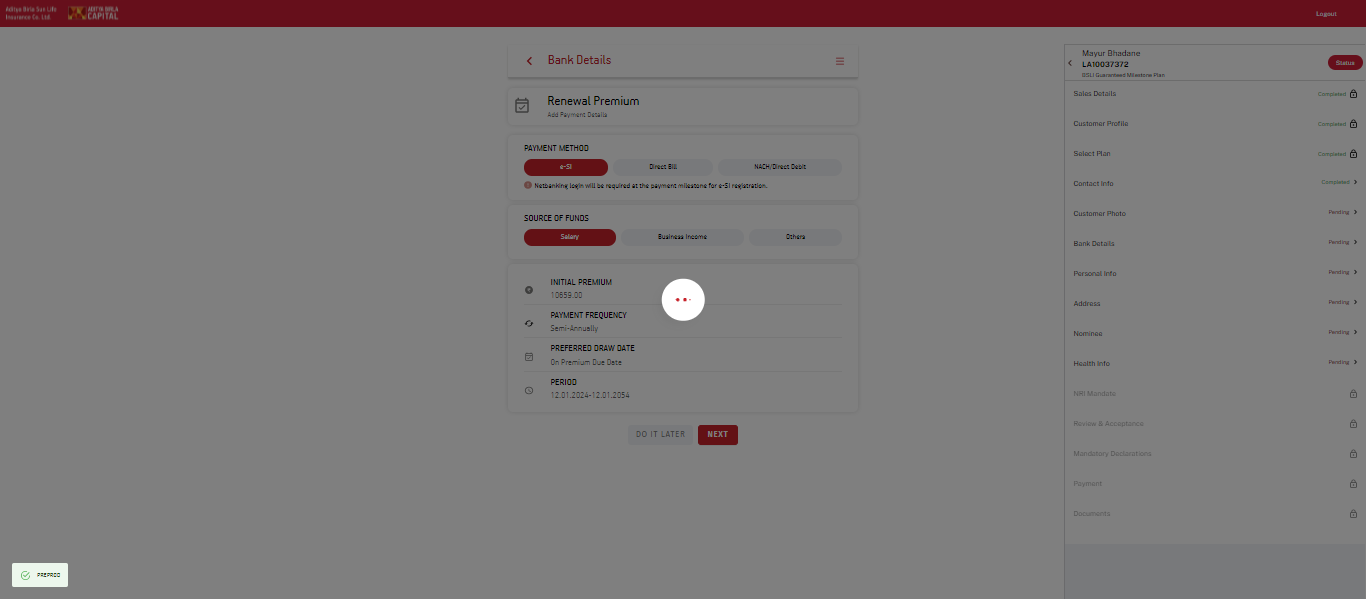 Aditya Birla Sun Life
Insurance Co. Ltd.
ADITYA BIRLA
CAPITAL
Logout
Bank Details
Renewal Premium
Add Payment Details
PAYMENT METHOD
e-SI
Direct Bill
NACH/Direct Debit
Netbanking login will be required at the payment milestone for e-SI registration.
SOURCE OF FUNDS
Salary
Business Income
Others
INITIAL PREMIUM
10659.00
PAYMENT FREQUENCY
Semi-Annually
PREFERRED DRAW DATE
On Premium Due Date
PERIOD
12.01.2024-12.01.2054
DO IT LATER
NEXT
Mayur Bhadane
LA10037372
BSLI Guaranteed Milestone Plan
Status
Sales Details
Completed
Customer Profile
Completed
Select Plan
Completed
Contact Info
Completed
Customer Photo
Pending
Bank Details
Pending
Personal Info
Pending
Address
Pending
Nominee
Pending
Health Info
Pending
NRI Mandate
Review & Acceptance
Mandatory Declarations
Payment
Documents
PREPROD